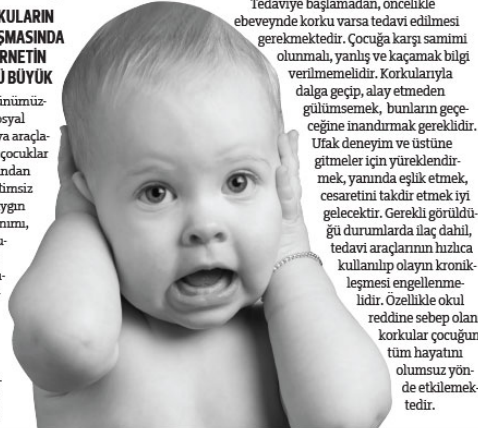 KULARIN
ŞMASINDA
RNETİN
Ü BÜYÜK
nümüz-
syal
ya araçla-
çocuklar
ndan
timsiz
ygın
nımı,
u-
ı-
Tedaviye başlamadan, öncelikle
ebeveynde korku varsa tedavi edilmesi
gerekmektedir. Çocuğa karşı samimi
olunmalı, yanlış ve kaçamak bilgi
verilmemelidir. Korkularıyla
dalga geçip, alay etmeden
gülümsemek, bunların geçe-
ceğine inandırmak gereklidir.
Ufak deneyim ve üstüne
gitmeler için yüreklendir-
mek, yanında eşlik etmek,
cesaretini takdir etmek iyi
gelecektir. Gerekli görüldü-
ğü durumlarda ilaç dahil,
tedavi araçlarının hızlıca
kullanılıp olayın kronik-
leşmesi engellenme-
lidir. Özellikle okul
reddine sebep olan
korkular çocuğun
tüm hayatını
olumsuz yön-
de etkilemek-
tedir.